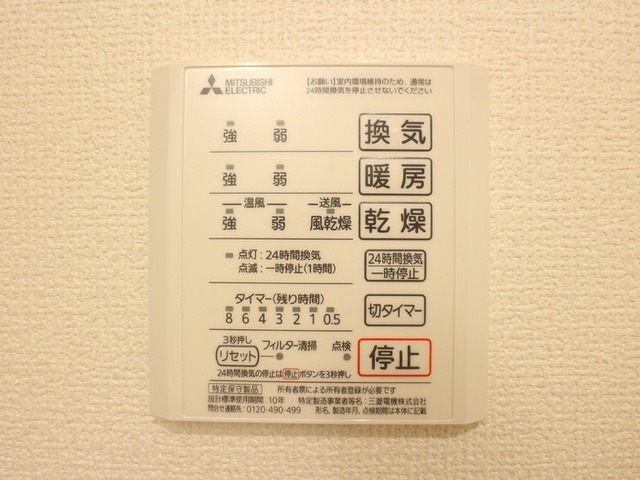 MITSUBISHI
ELECTRIC
【お願い】室内環境維持のため、通常は
24時間換気を停止させないでください
強 弱 換気
強 弱 暖房
温風 送風
強 弱 風乾燥 乾燥
点灯：24時間換気
点滅：一時停止(1時間)
24時間換気
一時停止
タイマー(残り時間)
8 6 4 3 2 1 0.5
切タイマー
3秒押し
リセット フィルター清掃 点検
停止
24時間換気の停止は停止ボタンを3秒押し
特定保守製品 所有者票による所有者登録が必要です
設計標準使用期間：10年 特定製造事業者等名：三菱電機株式会社
問合せ連絡先：0120-490-499 形名、製造年月、点検期間は本体に記載